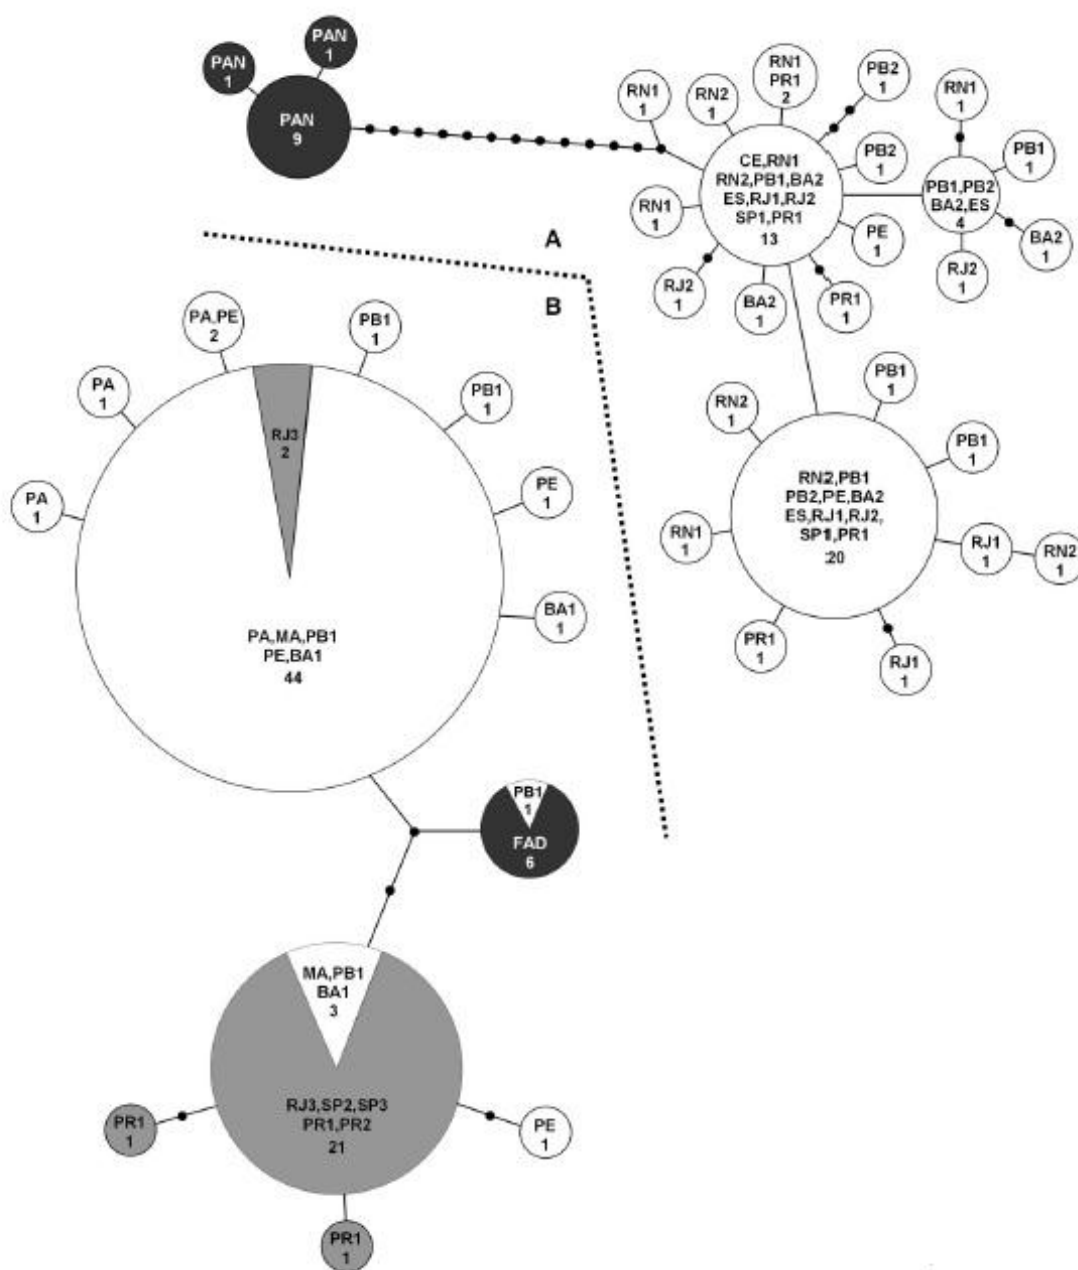 PAN
1
PAN
1
PAN
9
RN1
1
RN2
1
RN1
PR1
2
PB2
1
PB2
1
CE,RN1
RN2,PB1,BA2
ES,RJ1,RJ2
SP1,PR1
13
RN1
1
RJ2
1
BA2
1
PR1
1
PE
1
RN1
1
PB1
1
PB1,PB2
BA2,ES
4
BA2
1
RJ2
1
A
B
RN2
1
PB1
1
PB1
1
RN2,PB1
PB2,PE,BA2
ES,RJ1,RJ2,
SP1,PR1
20
RN1
1
RJ1
1
RN2
1
PR1
1
RJ1
1
PA,PE
2
PB1
1
PA
1
PB1
1
RJ3
2
PA
1
PE
1
BA1
1
PA,MA,PB1
PE,BA1
44
PB1
1
FAD
6
MA,PB1
BA1
3
RJ3,SP2,SP3
PR1,PR2
21
PR1
1
PE
1
PR1
1